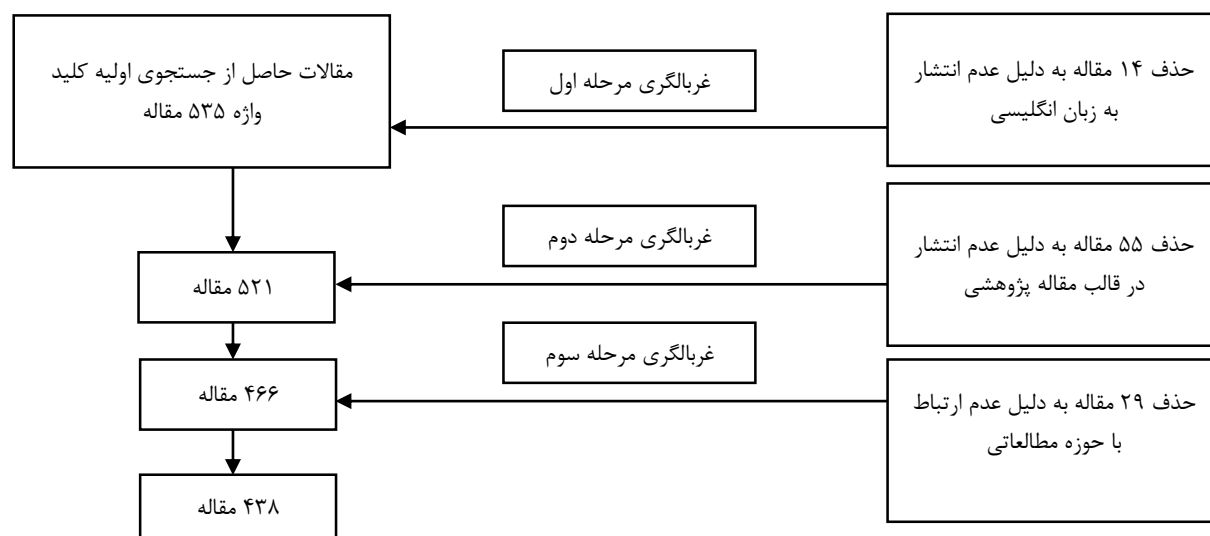 حذف ۱۴ مقاله به دلیل عدم انتشار
به زبان انگلیسی
غربالگری مرحله اول
مقالات حاصل از جستجوی اولیه کلید
واژه ۵۳۵ مقاله
حذف ۵۵ مقاله به دلیل عدم انتشار
در قالب مقاله پژوهشی
غربالگری مرحله دوم
۵۲۱ مقاله
حذف ۲۹ مقاله به دلیل عدم ارتباط
با حوزه مطالعاتی
غربالگری مرحله سوم
۴۶۶ مقاله
۴۳۸ مقاله